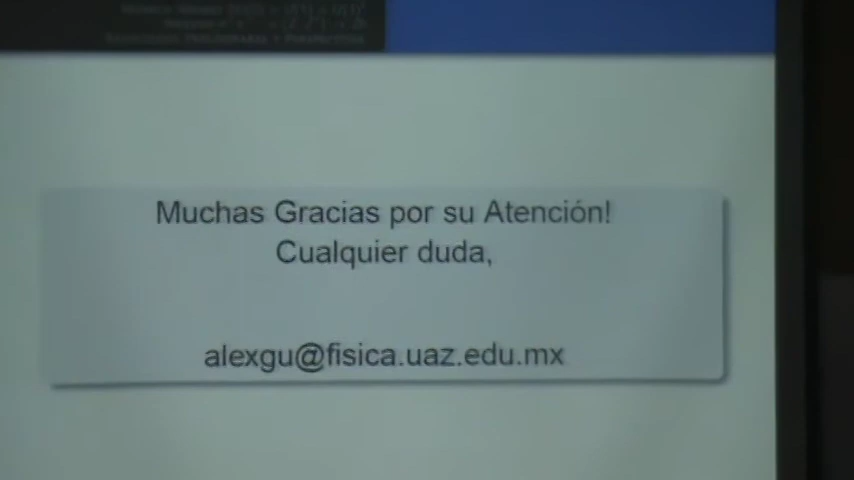 Muchas Gracias por su Atención!
Cualquier duda,
alexgu@fisica.uaz.edu.mx